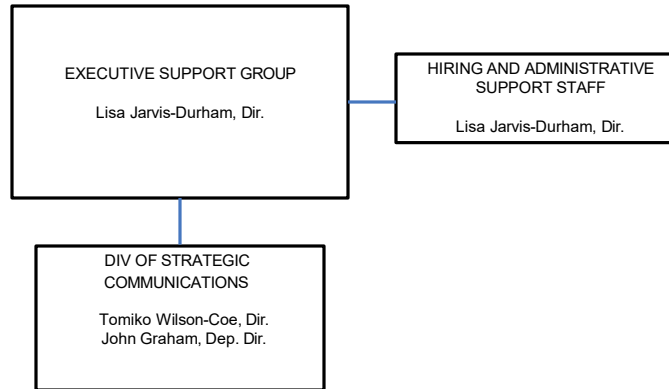 EXECUTIVE SUPPORT GROUP
Lisa Jarvis-Durham, Dir.
HIRING AND ADMINISTRATIVE
SUPPORT STAFF
Lisa Jarvis-Durham, Dir.
DIV OF STRATEGIC
COMMUNICATIONS
Tomiko Wilson-Coe, Dir.
John Graham, Dep. Dir.